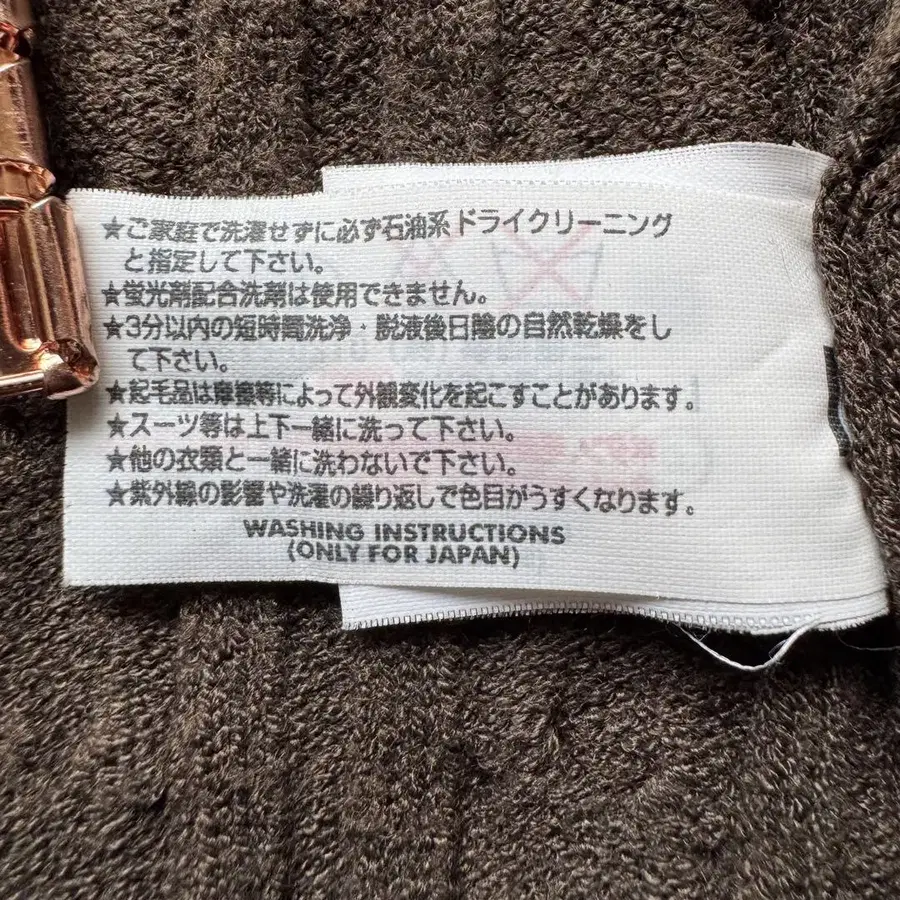 ★ご家庭で洗濯せずに必ず石油系ドライクリーニング
と指定して下さい。
★蛍光剤配合洗剤は使用できません。
★3分以内の短時間洗浄・脱液後日陰の自然乾燥をし
て下さい。
★起毛品は摩擦等によって外観変化を起こすことがあります。
★スーツ等は上下一緒に洗って下さい。
★他の衣類と一緒に洗わないで下さい。
★紫外線の影響や洗濯の繰り返しで色目がうすくなります。
WASHING INSTRUCTIONS
(ONLY FOR JAPAN)